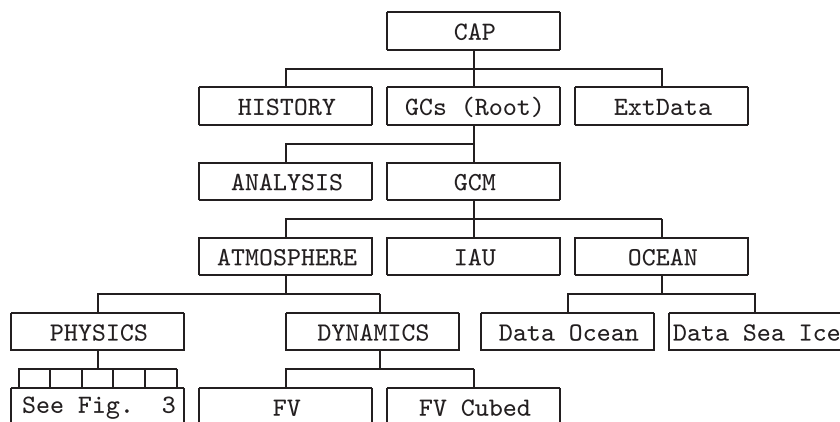 CAP
HISTORY
GCs (Root)
ExtData
ANALYSIS
GCM
ATMOSPHERE
IAU
OCEAN
PHYSICS
DYNAMICS
Data Ocean
Data Sea Ice
See Fig. 3
FV
FV Cubed